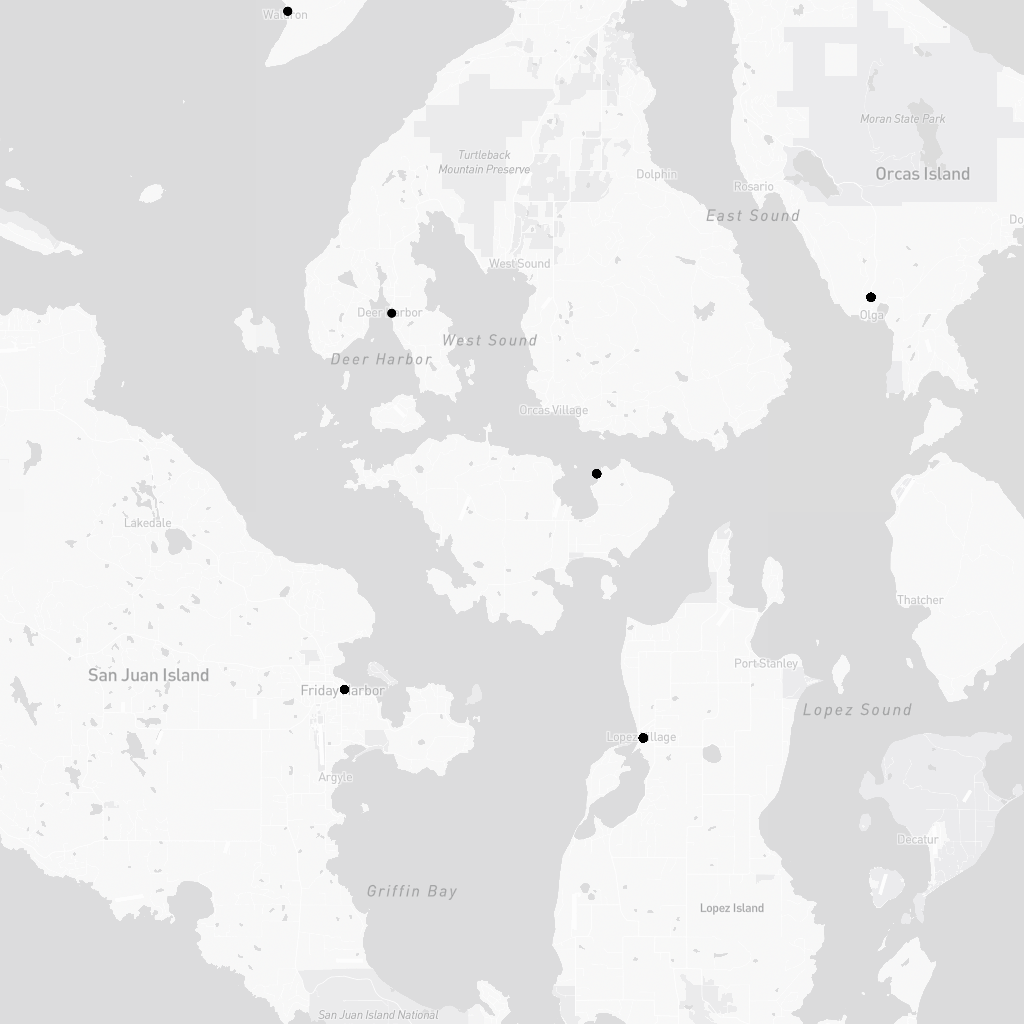 Waldron
Moran State Park
Turtleback
Mountain Preserve
Dolphin
Orcas Island
Rosario
East Sound
Do
West Sound
Deer Harbor
Olga
West Sound
Deer Harbor
Orcas Village
Lakedale
Thatcher
Port Stanley
San Juan Island
Friday Harbor
Lopez Sound
Lopez Village
Argyle
Decatur
Griffin Bay
Lopez Island
San Juan Island National